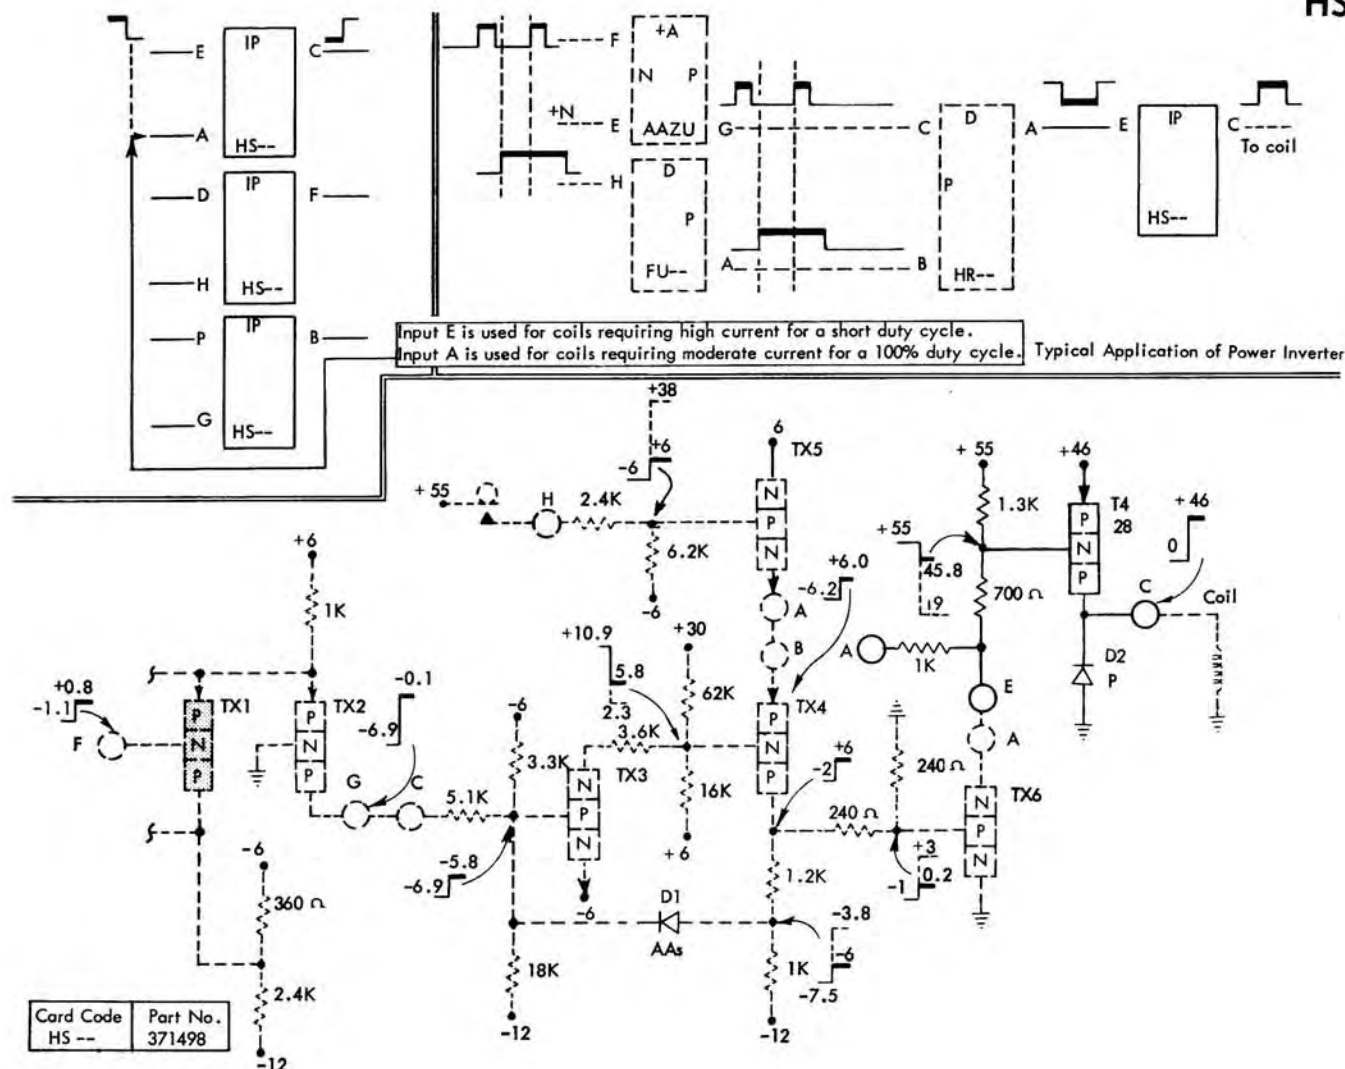 HS
E
IP
C
A
HS--
D
IP
F
H
HS--
P
IP
B
G
HS--
F
+A
N P
+N
E
AAZU
G
C
H
D
P
FU--
A
B
D
P
HR--
A
E
IP
HS--
C
To coil
Input E is used for coils requiring high current for a short duty cycle.
Input A is used for coils requiring moderate current for a 100% duty cycle.
Typical Application of Power Inverter
+38
+6
-6
6
TX5
N
P
N
+55
H
2.4K
6.2K
-6
A
B
+6.0
-6.2
+55
1.3K
+46
P
N
P
T4
28
+46
0
+55
45.8
19
700 Ω
C
Coil
A
1K
E
A
D2
P
+6
1K
+0.8
-1.1
F
P
N
P
TX1
P
N
P
TX2
-0.1
-6.9
G
C
5.1K
-6
3.3K
+10.9
5.8
2.3
3.6K
+30
62K
16K
+6
N
P
N
TX3
-6
P
N
P
TX4
-2
+6
240 Ω
240 Ω
+3
0.2
-1
N
P
N
TX6
-5.8
-6.9
D1
AAs
1.2K
-3.8
-6
-7.5
1K
-12
18K
-12
-6
360 Ω
2.4K
-12
Card Code Part No.
HS -- 371498